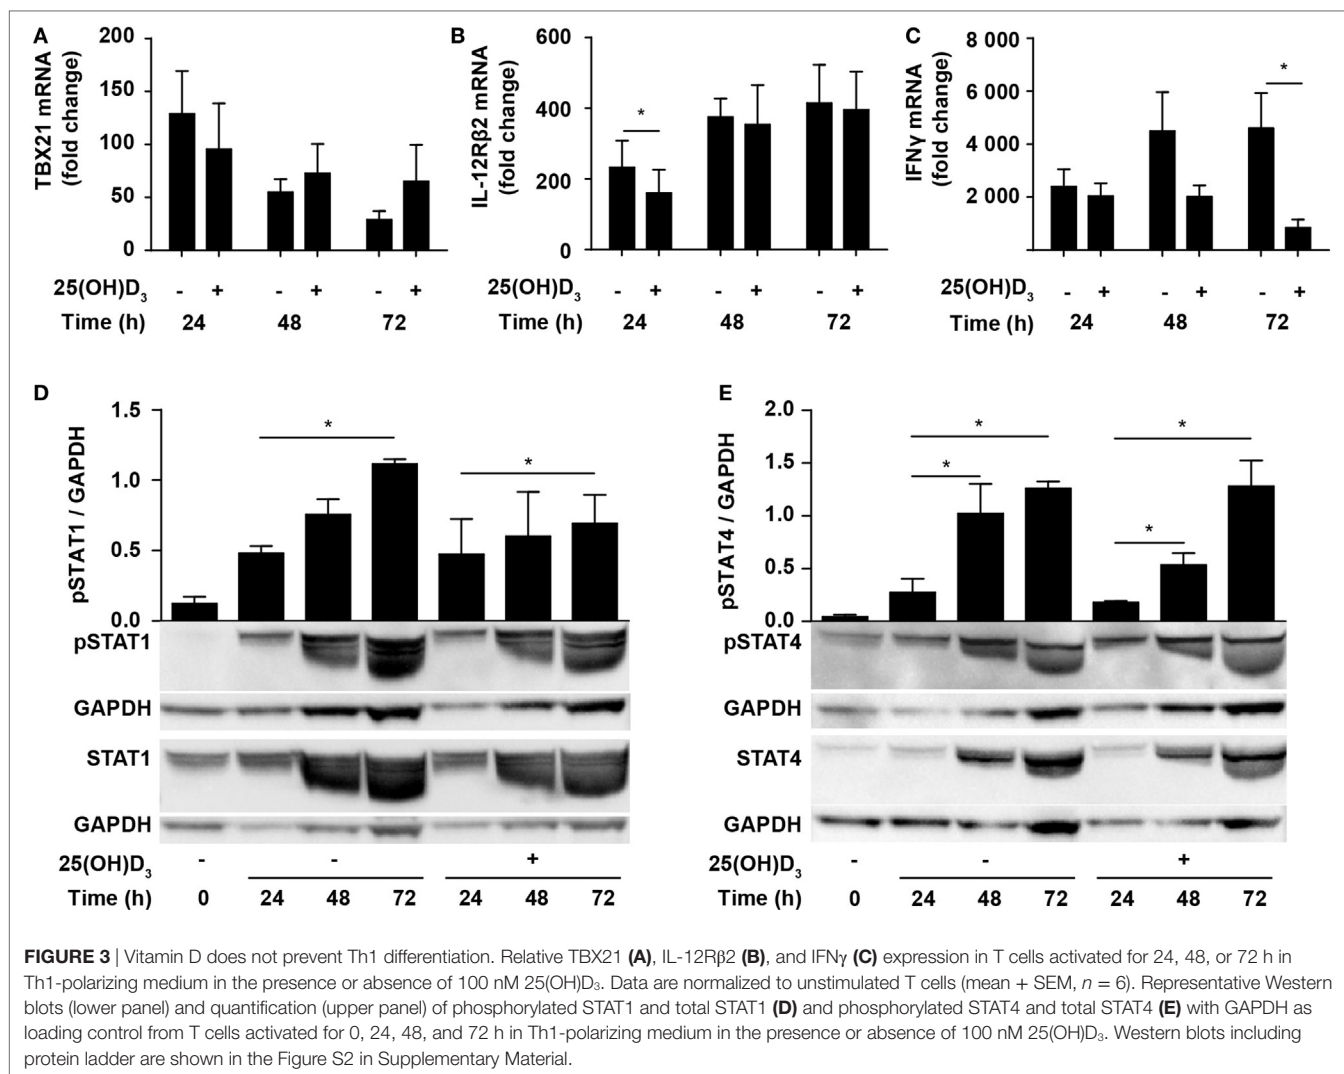 A
TBX21 mRNA
(fold change)
200
150
100
50
0
25(OH)D₃ - + - + - +
Time (h) 24 48 72
B
IL-12Rβ2 mRNA
(fold change)
600
400
200
0
*
25(OH)D₃ - + - + - +
Time (h) 24 48 72
C
IFNγ mRNA
(fold change)
8 000
6 000
4 000
2 000
*
25(OH)D₃ - + - + - +
Time (h) 24 48 72
D
pSTAT1 / GAPDH
1.5
1.0
0.5
0.0
* *
pSTAT1
GAPDH
STAT1
GAPDH
25(OH)D₃ - - +
Time (h) 0 24 48 72 24 48 72
E
pSTAT4 / GAPDH
2.0
1.5
1.0
0.5
0.0
* *
*
*
pSTAT4
GAPDH
STAT4
GAPDH
25(OH)D₃ - - +
Time (h) 0 24 48 72 24 48 72
FIGURE 3 | Vitamin D does not prevent Th1 differentiation. Relative TBX21 (A), IL-12Rβ2 (B), and IFNγ (C) expression in T cells activated for 24, 48, or 72 h in
Th1-polarizing medium in the presence or absence of 100 nM 25(OH)D₃. Data are normalized to unstimulated T cells (mean + SEM, n = 6). Representative Western
blots (lower panel) and quantification (upper panel) of phosphorylated STAT1 and total STAT1 (D) and phosphorylated STAT4 and total STAT4 (E) with GAPDH as
loading control from T cells activated for 0, 24, 48, and 72 h in Th1-polarizing medium in the presence or absence of 100 nM 25(OH)D₃. Western blots including
protein ladder are shown in the Figure S2 in Supplementary Material.